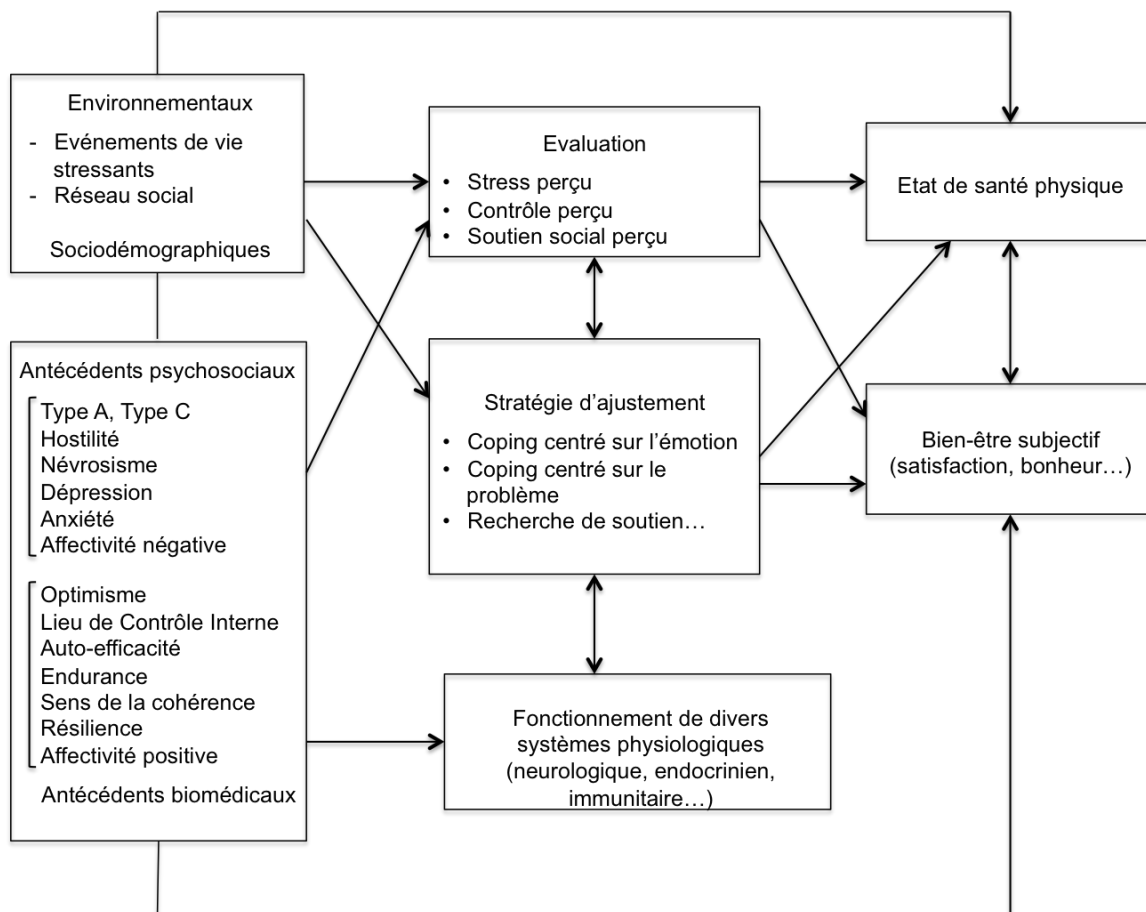 Environnementaux
- Evénements de vie
stressants
- Réseau social
Sociodémographiques
Antécédents psychosociaux
Type A, Type C
Hostilité
Névrosisme
Dépression
Anxiété
Affectivité négative
Optimisme
Lieu de Contrôle Interne
Auto-efficacité
Endurance
Sens de la cohérence
Résilience
Affectivité positive
Antécédents biomédicaux
Evaluation
• Stress perçu
• Contrôle perçu
• Soutien social perçu
Stratégie d'ajustement
• Coping centré sur l'émotion
• Coping centré sur le
problème
• Recherche de soutien…
Fonctionnement de divers
systèmes physiologiques
(neurologique, endocrinien,
immunitaire…)
Etat de santé physique
Bien-être subjectif
(satisfaction, bonheur…)